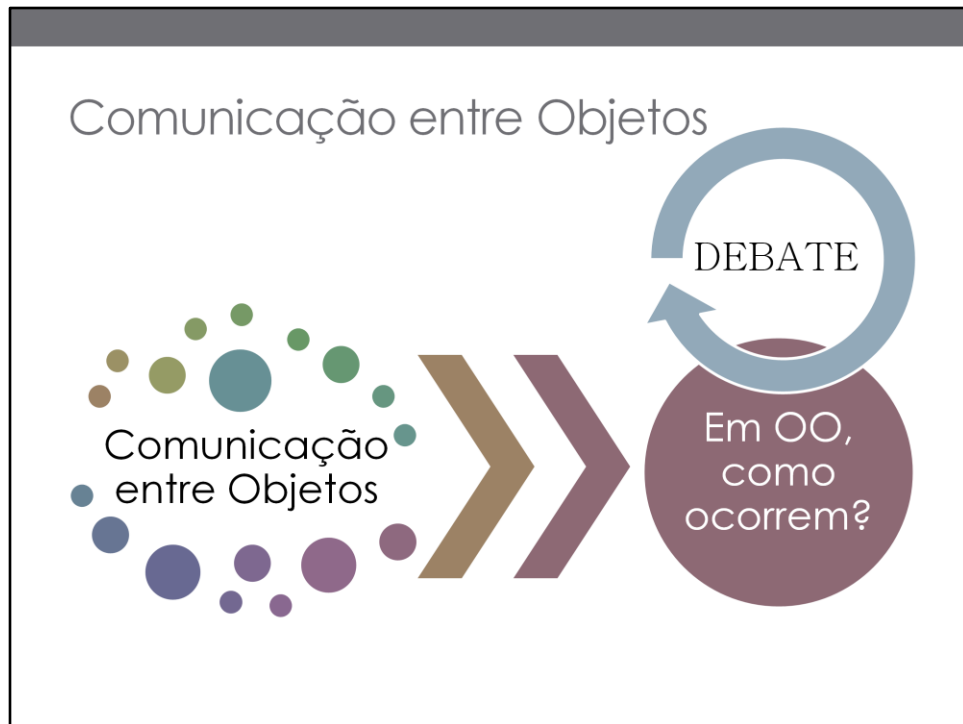 Comunicação entre Objetos
DEBATE
Comunicação
entre Objetos
Em OO,
como
ocorrem?